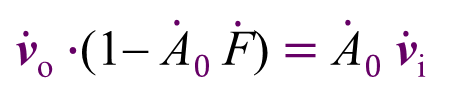 v̇ₒ ·(1− Ȧ₀ Ḟ) = Ȧ₀ v̇ᵢ